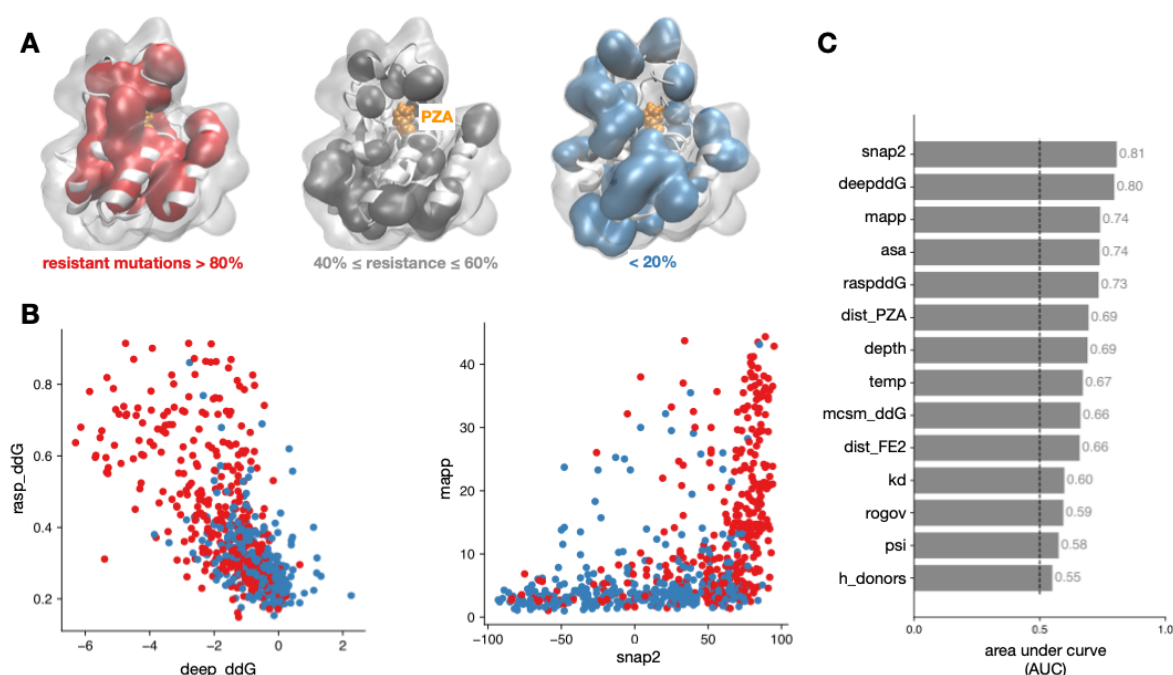 A
PZA
resistant mutations > 80%
40% ≤ resistance ≤ 60%
< 20%
B
rasp_ddG
0.8
0.6
0.4
0.2
−6
−4
−2
0
2
deep_ddG
mapp
40
30
20
10
0
−100
−50
0
50
100
snap2
C
snap2 0.81
deepddG 0.80
mapp 0.74
asa 0.74
raspddG 0.73
dist_PZA 0.69
depth 0.69
temp 0.67
mcsm_ddG 0.66
dist_FE2 0.66
kd 0.60
rogov 0.59
psi 0.58
h_donors 0.55
0.0
0.5
1.0
area under curve
(AUC)